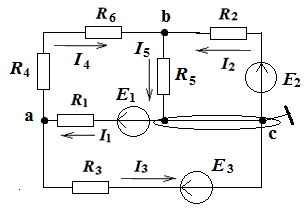 R6 b R2
I4 I5 I2
R4 R5 E2
a R1 E1 c
I1
R3 I3 E3